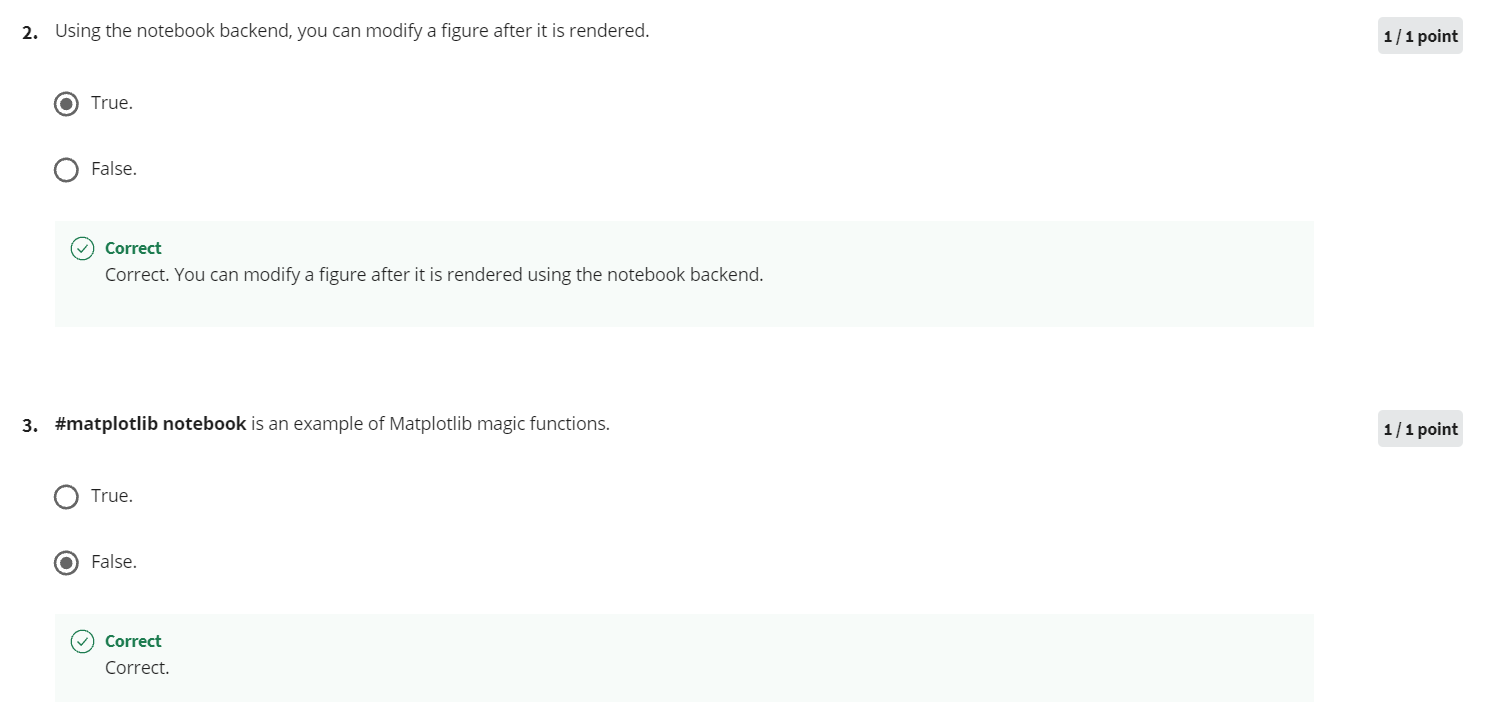 2. Using the notebook backend, you can modify a figure after it is rendered.
1 / 1 point
True.
False.
Correct
Correct. You can modify a figure after it is rendered using the notebook backend.
3. #matplotlib notebook is an example of Matplotlib magic functions.
1 / 1 point
True.
False.
Correct
Correct.